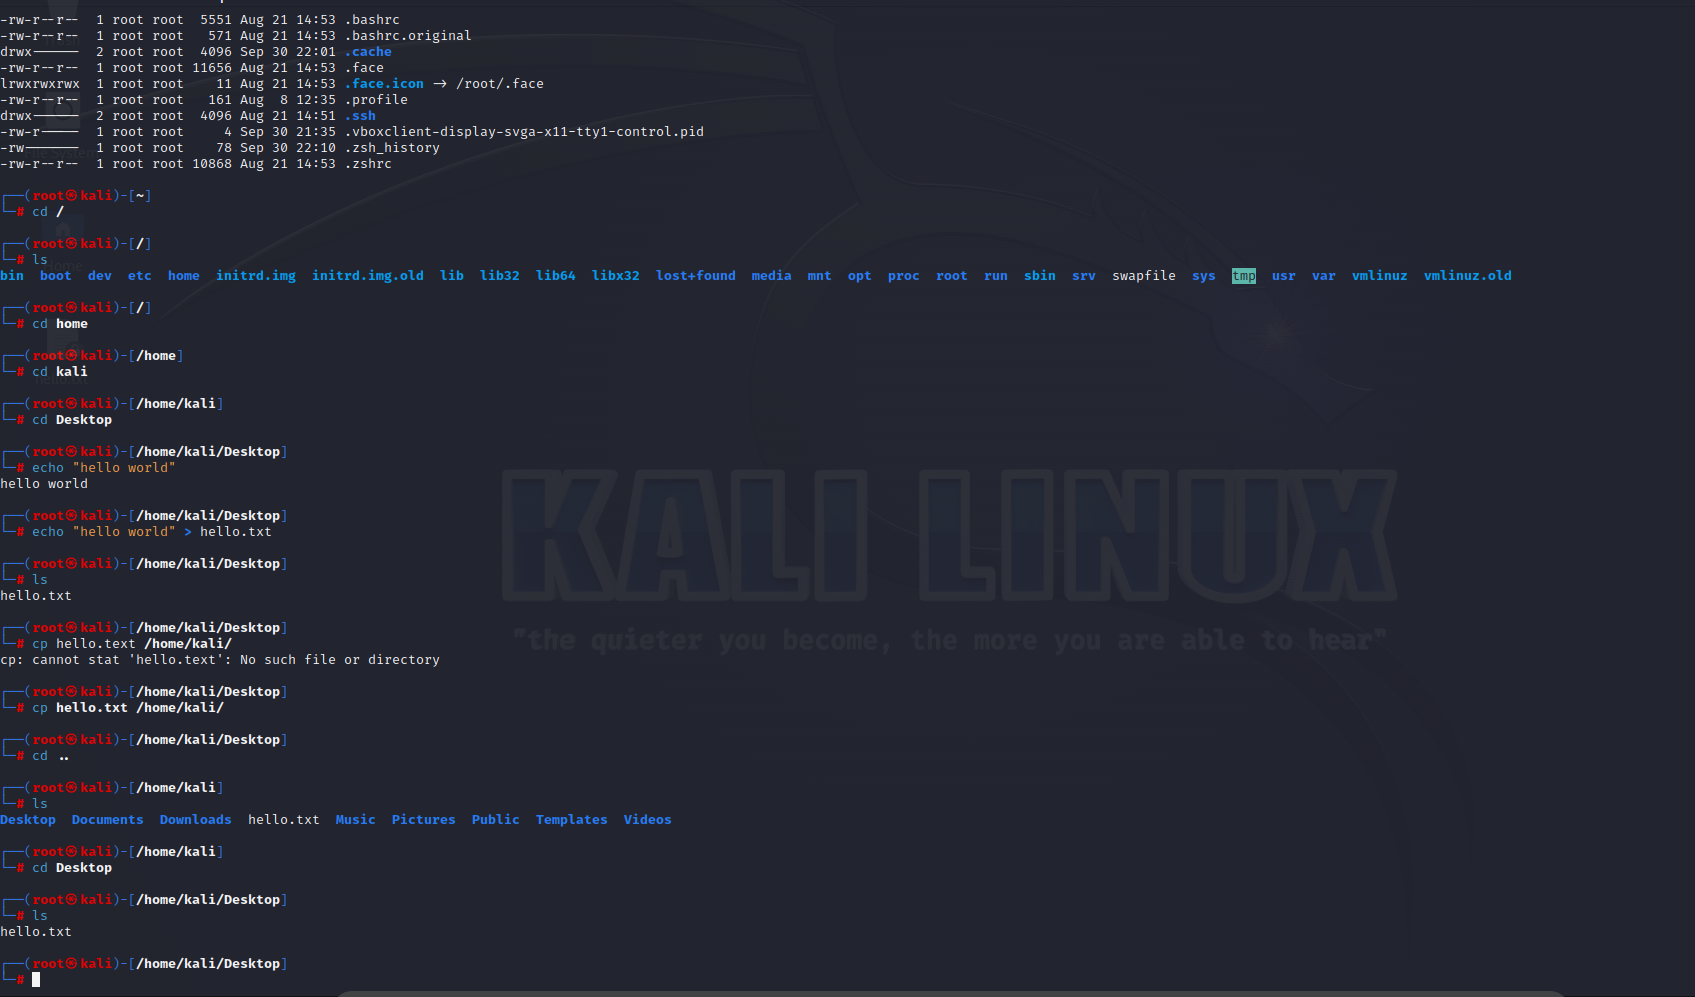 -rw-r--r--  1 root root  5551 Aug 21 14:53 .bashrc
-rw-r--r--  1 root root   571 Aug 21 14:53 .bashrc.original
drwx------  2 root root  4096 Sep 30 22:01 .cache
-rw-r--r--  1 root root 11656 Aug 21 14:53 .face
lrwxrwxrwx  1 root root    11 Aug 21 14:53 .face.icon -> /root/.face
-rw-r--r--  1 root root   161 Aug  8 12:35 .profile
drwx------  2 root root  4096 Aug 21 14:51 .ssh
-rw-r-----  1 root root     4 Sep 30 21:35 .vboxclient-display-svga-x11-tty1-control.pid
-rw-------  1 root root    78 Sep 30 22:10 .zsh_history
-rw-r--r--  1 root root 10868 Aug 21 14:53 .zshrc
┌──(root㉿kali)-[~]
└─# cd /
┌──(root㉿kali)-[/]
└─# ls
bin  boot  dev  etc  home  initrd.img  initrd.img.old  lib  lib32  lib64  libx32  lost+found  media  mnt  opt  proc  root  run  sbin  srv  swapfile  sys  tmp  usr  var  vmlinuz  vmlinuz.old
┌──(root㉿kali)-[/]
└─# cd home
┌──(root㉿kali)-[/home]
└─# cd kali
hello.txt
┌──(root㉿kali)-[/home/kali]
└─# cd Desktop
┌──(root㉿kali)-[/home/kali/Desktop]
└─# echo "hello world"
hello world
┌──(root㉿kali)-[/home/kali/Desktop]
└─# echo "hello world" > hello.txt
┌──(root㉿kali)-[/home/kali/Desktop]
└─# ls
hello.txt
KALI LINUX
"the quieter you become, the more you are able to hear"
┌──(root㉿kali)-[/home/kali/Desktop]
└─# cp hello.text /home/kali/
cp: cannot stat 'hello.text': No such file or directory
┌──(root㉿kali)-[/home/kali/Desktop]
└─# cp hello.txt /home/kali/
┌──(root㉿kali)-[/home/kali/Desktop]
└─# cd ..
┌──(root㉿kali)-[/home/kali]
└─# ls
Desktop  Documents  Downloads  hello.txt  Music  Pictures  Public  Templates  Videos
┌──(root㉿kali)-[/home/kali]
└─# cd Desktop
┌──(root㉿kali)-[/home/kali/Desktop]
└─# ls
hello.txt
┌──(root㉿kali)-[/home/kali/Desktop]
└─#